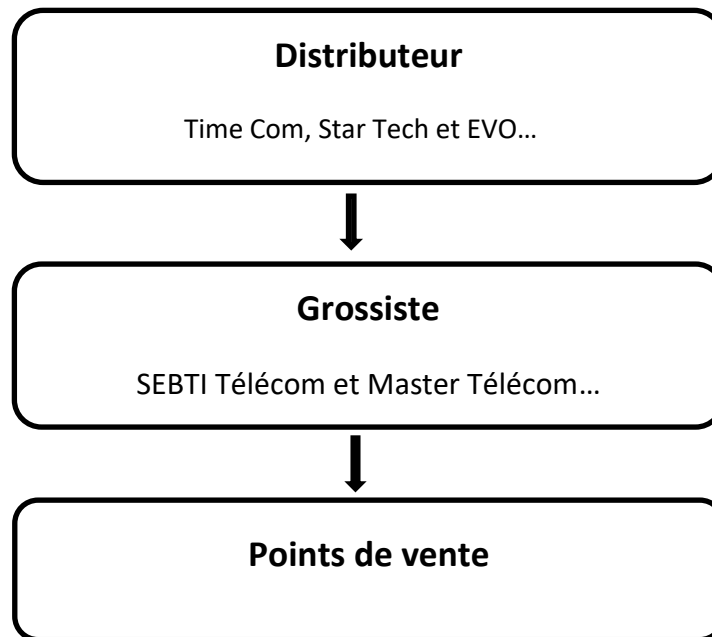 Distributeur
Time Com, Star Tech et EVO…
Grossiste
SEBTI Télécom et Master Télécom…
Points de vente